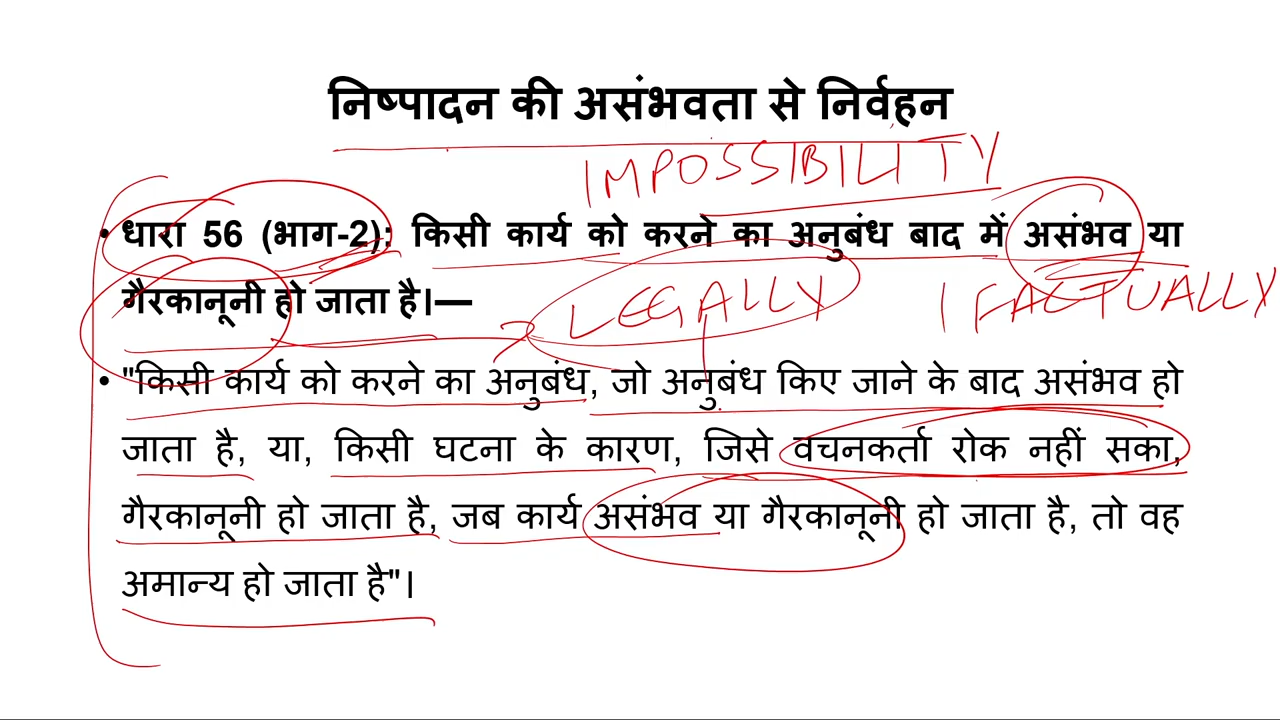 निष्पादन की असंभवता से निर्वहन
IMPOSSIBILITY
• धारा 56 (भाग-2): किसी कार्य को करने का अनुबंध बाद में असंभव या
गैरकानूनी हो जाता है।—
LEGALLY FACTUALLY
• "किसी कार्य को करने का अनुबंध, जो अनुबंध किए जाने के बाद असंभव हो
जाता है, या, किसी घटना के कारण, जिसे वचनकर्ता रोक नहीं सका,
गैरकानूनी हो जाता है, जब कार्य असंभव या गैरकानूनी हो जाता है, तो वह
अमान्य हो जाता है"।